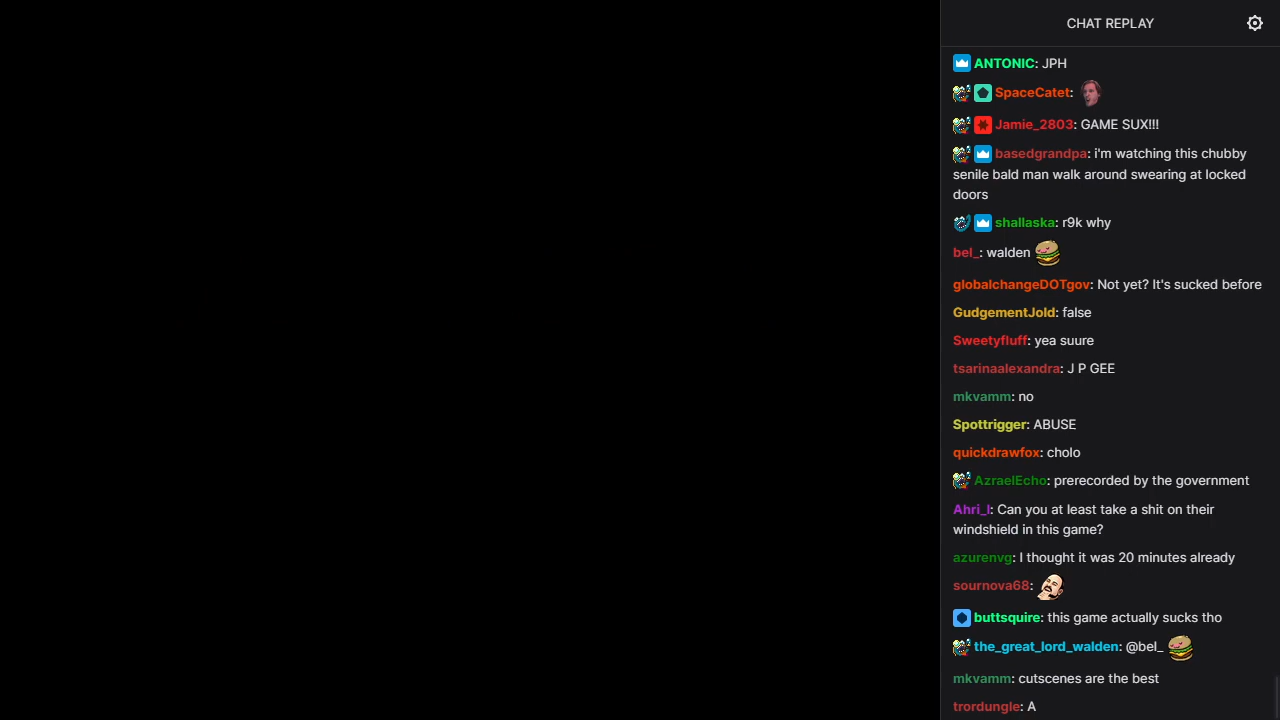 CHAT REPLAY
ANTONIC: JPH
SpaceCatet:
Jamie_2803: GAME SUX!!!
basedgrandpa: i'm watching this chubby
senile bald man walk around swearing at locked
doors
shallaska: r9k why
bel_: walden
globalchangeDOTgov: Not yet? It's sucked before
GudgementJold: false
Sweetyfluff: yea suure
tsarinaalexandra: J P GEE
mkvamm: no
Spottrigger: ABUSE
quickdrawfox: cholo
AzraelEcho: prerecorded by the government
Ahri_l: Can you at least take a shit on their
windshield in this game?
azurenvg: I thought it was 20 minutes already
sournova68:
buttsquire: this game actually sucks tho
the_great_lord_walden: @bel_
mkvamm: cutscenes are the best
trordungle: A